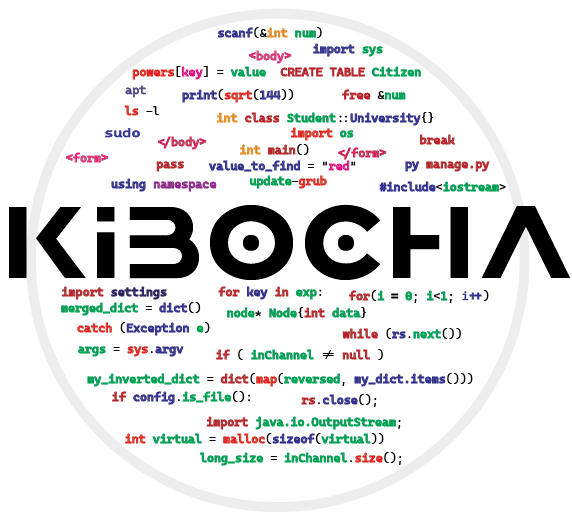 scanf(&int num)
<body> import sys
powers[key] = value CREATE TABLE Citizen
apt print(sqrt(144)) free &num
ls -l int class Student::University{}
sudo </body> import os break
<form> int main() </form>
pass value_to_find = "red" py manage.py
using namespace update-grub #include<iostream>
KiBOCHA
import settings for key in exp: for(i = 0; i<1; i++)
merged_dict = dict() node* Node{int data}
catch (Exception e) while (rs.next())
args = sys.argv if ( inChannel ≠ null )
my_inverted_dict = dict(map(reversed, my_dict.items()))
if config.is_file(): rs.close();
import java.io.OutputStream;
int virtual = malloc(sizeof(virtual))
long_size = inChannel.size();